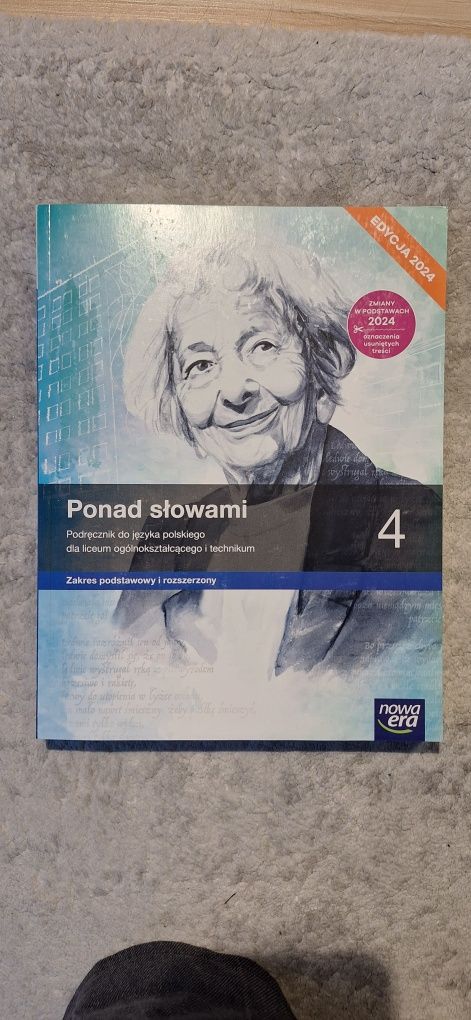 EDYCJA 2024
ZMIANY
W PODSTAWACH
2024
oznaczenia
usuniętych
treści
Ponad słowami
Podręcznik do języka polskiego
dla liceum ogólnokształcącego i technikum
4
Zakres podstawowy i rozszerzony
nowa
era